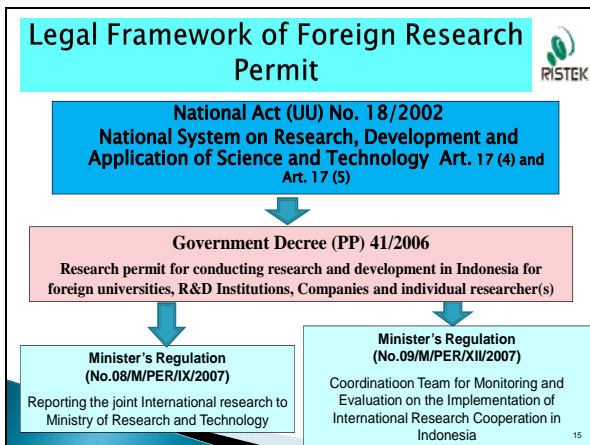 Legal Framework of Foreign Research
Permit
RISTEK
National Act (UU) No. 18/2002
National System on Research, Development and
Application of Science and Technology Art. 17 (4) and
Art. 17 (5)
Government Decree (PP) 41/2006
Research permit for conducting research and development in Indonesia for
foreign universities, R&D Institutions, Companies and individual researcher(s)
Minister's Regulation
(No.08/M/PER/IX/2007)
Reporting the joint International research to
Ministry of Research and Technology
Minister's Regulation
(No.09/M/PER/XII/2007)
Coordinatioon Team for Monitoring and
Evaluation on the Implementation of
International Research Cooperation in
Indonesia
15